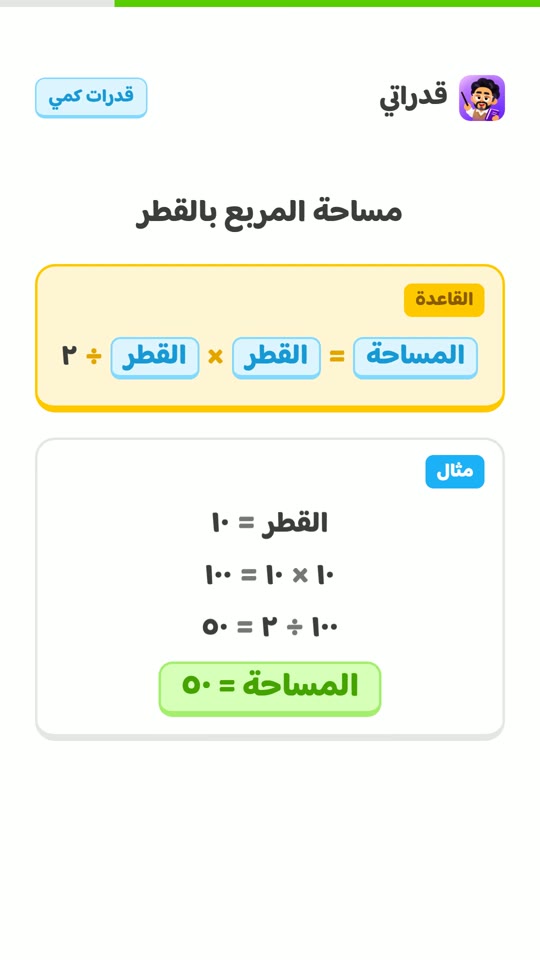 قدراتي
قدرات كمي
مساحة المربع بالقطر
القاعدة
المساحة = القطر × القطر ÷ ٢
مثال
القطر = ١٠
١٠ × ١٠ = ١٠٠
١٠٠ ÷ ٢ = ٥٠
المساحة = ٥٠